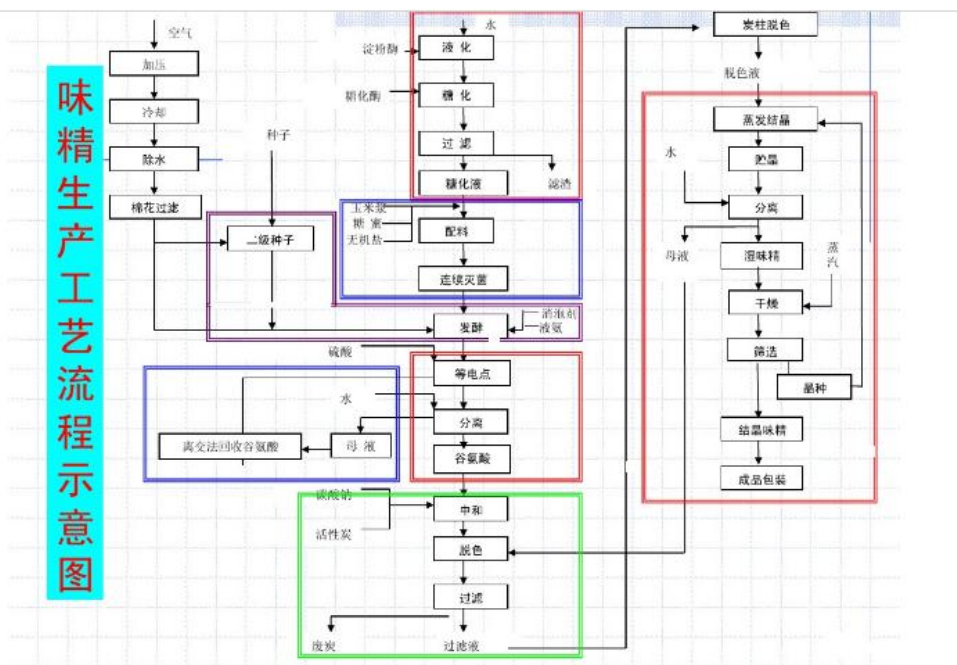 味精生产工艺流程示意图
空气
加压
冷却
除水
棉花过滤
种子
二级种子
水
淀粉酶
液化
糖化酶
糖化
过滤
糖化液
滤渣
玉米浆
糖蜜
无机盐
配料
连续灭菌
发酵
消泡剂
液氨
硫酸
等电点
水
分离
母液
离交法回收谷氨酸
谷氨酸
碳酸钠
中和
活性炭
脱色
过滤
废炭
过滤液
炭柱脱色
脱色液
蒸发结晶
贮晶
水
分离
母液
湿味精
蒸汽
干燥
筛选
晶种
结晶味精
成品包装